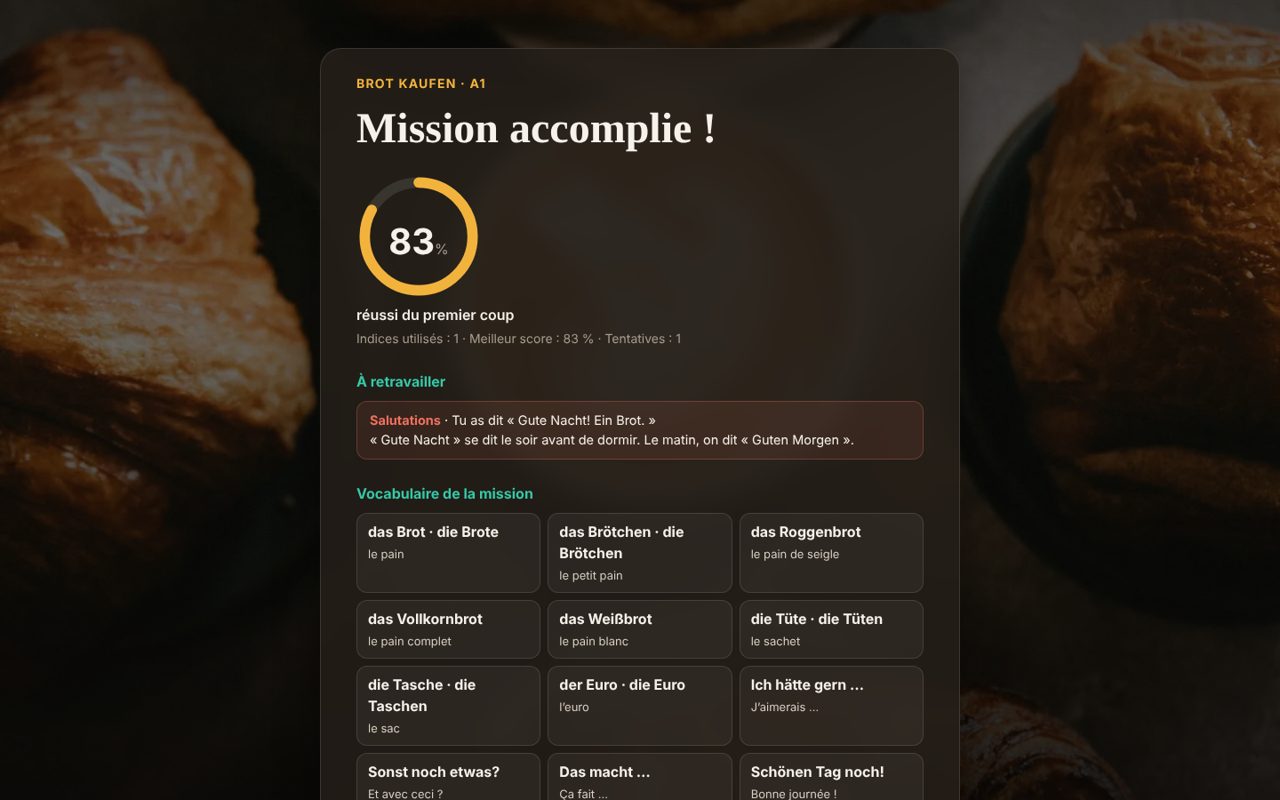 BROT KAUFEN · A1
Mission accomplie !
83%
réussi du premier coup
Indices utilisés : 1 · Meilleur score : 83 % · Tentatives : 1
À retravailler
Salutations · Tu as dit « Gute Nacht! Ein Brot. »
« Gute Nacht » se dit le soir avant de dormir. Le matin, on dit « Guten Morgen ».
Vocabulaire de la mission
das Brot · die Brote
le pain
das Brötchen · die
Brötchen
le petit pain
das Roggenbrot
le pain de seigle
das Vollkornbrot
le pain complet
das Weißbrot
le pain blanc
die Tüte · die Tüten
le sachet
die Tasche · die
Taschen
le sac
der Euro · die Euro
l’euro
Ich hätte gern …
J’aimerais …
Sonst noch etwas?
Et avec ceci ?
Das macht …
Ça fait …
Schönen Tag noch!
Bonne journée !